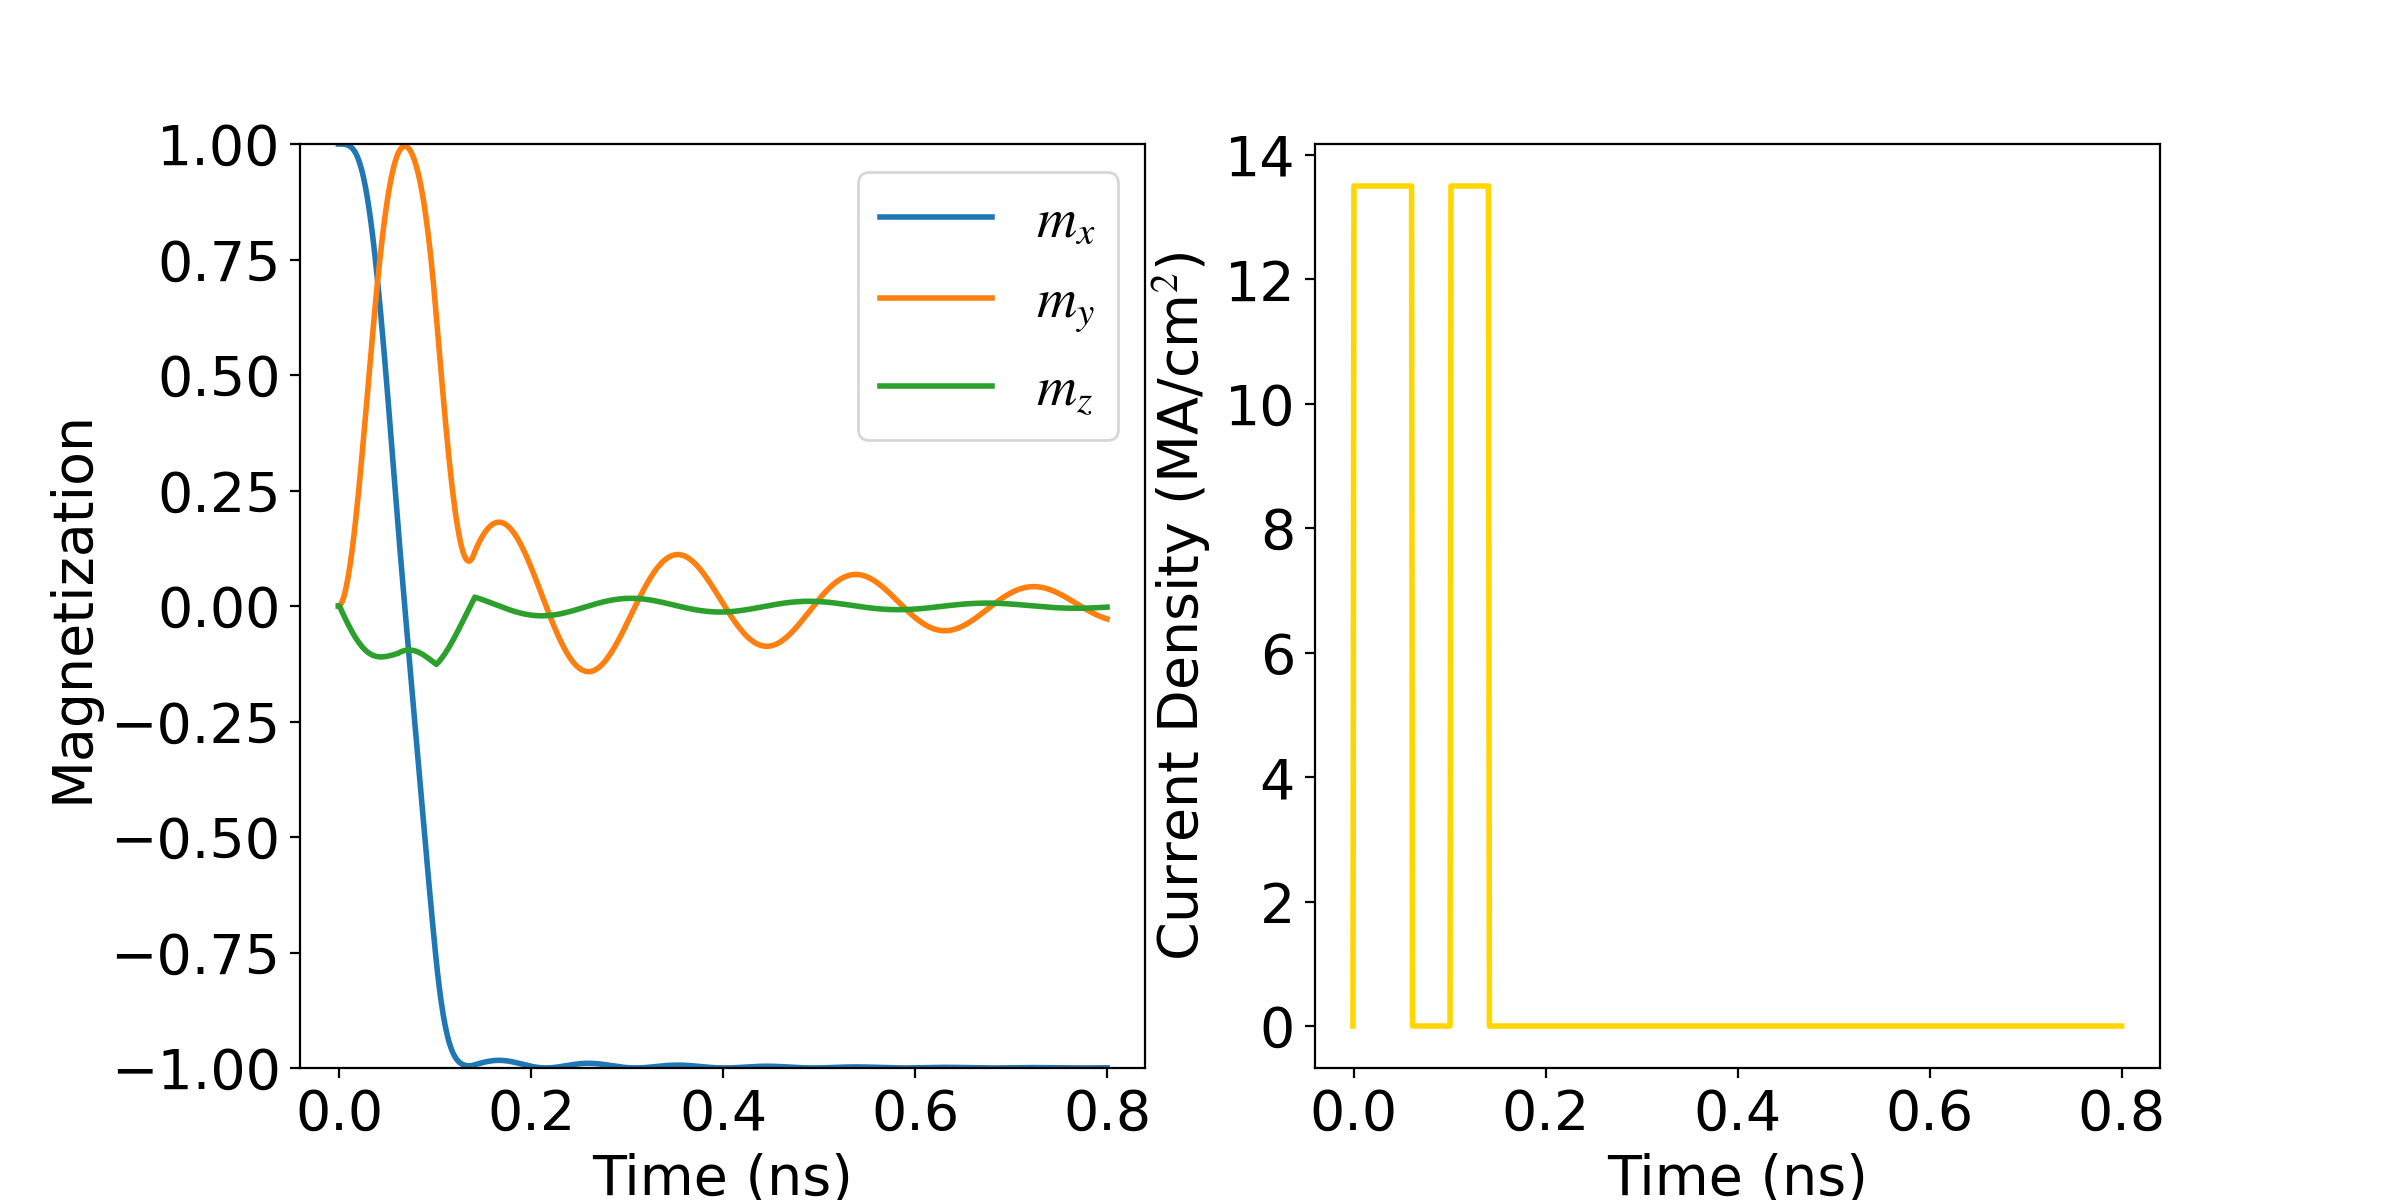 Magnetization
1.00
0.75
0.50
0.25
0.00
−0.25
−0.50
−0.75
−1.00
0.0 0.2 0.4 0.6 0.8
Time (ns)
m_x
m_y
m_z
Current Density (MA/cm²)
14
12
10
8
6
4
2
0
0.0 0.2 0.4 0.6 0.8
Time (ns)